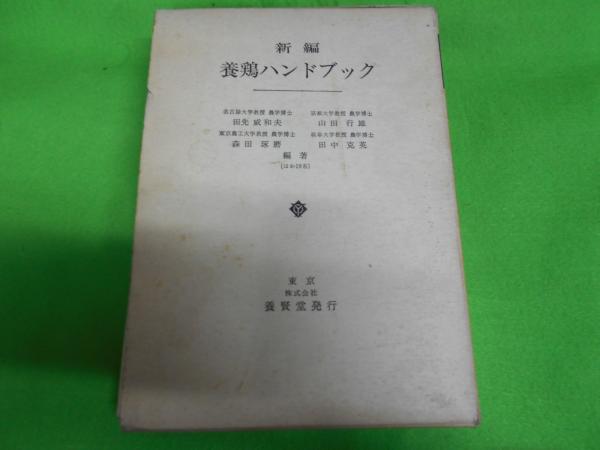 新編
養鶏ハンドブック
名古屋大学教授 農学博士 京都大学教授 農学博士
田先威和夫 山田行雄
東京農工大学教授 農学博士 岐阜大学教授 農学博士
森田琢磨 田中克英
編著
東京
株式会社
養賢堂発行